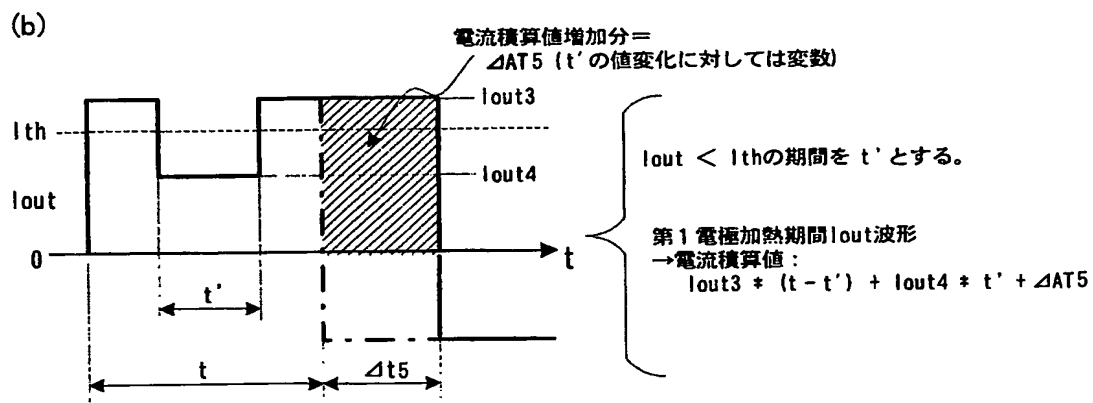 (b)
電流積算値増加分=
⊿AT5 (t'の値変化に対しては変数)
Iout3
Ith
Iout4
Iout
0
t
t'
t
⊿t5
Iout < Ithの期間を t' とする。
第1電極加熱期間Iout波形
→電流積算値:
Iout3 * (t-t') + Iout4 * t' + ⊿AT5